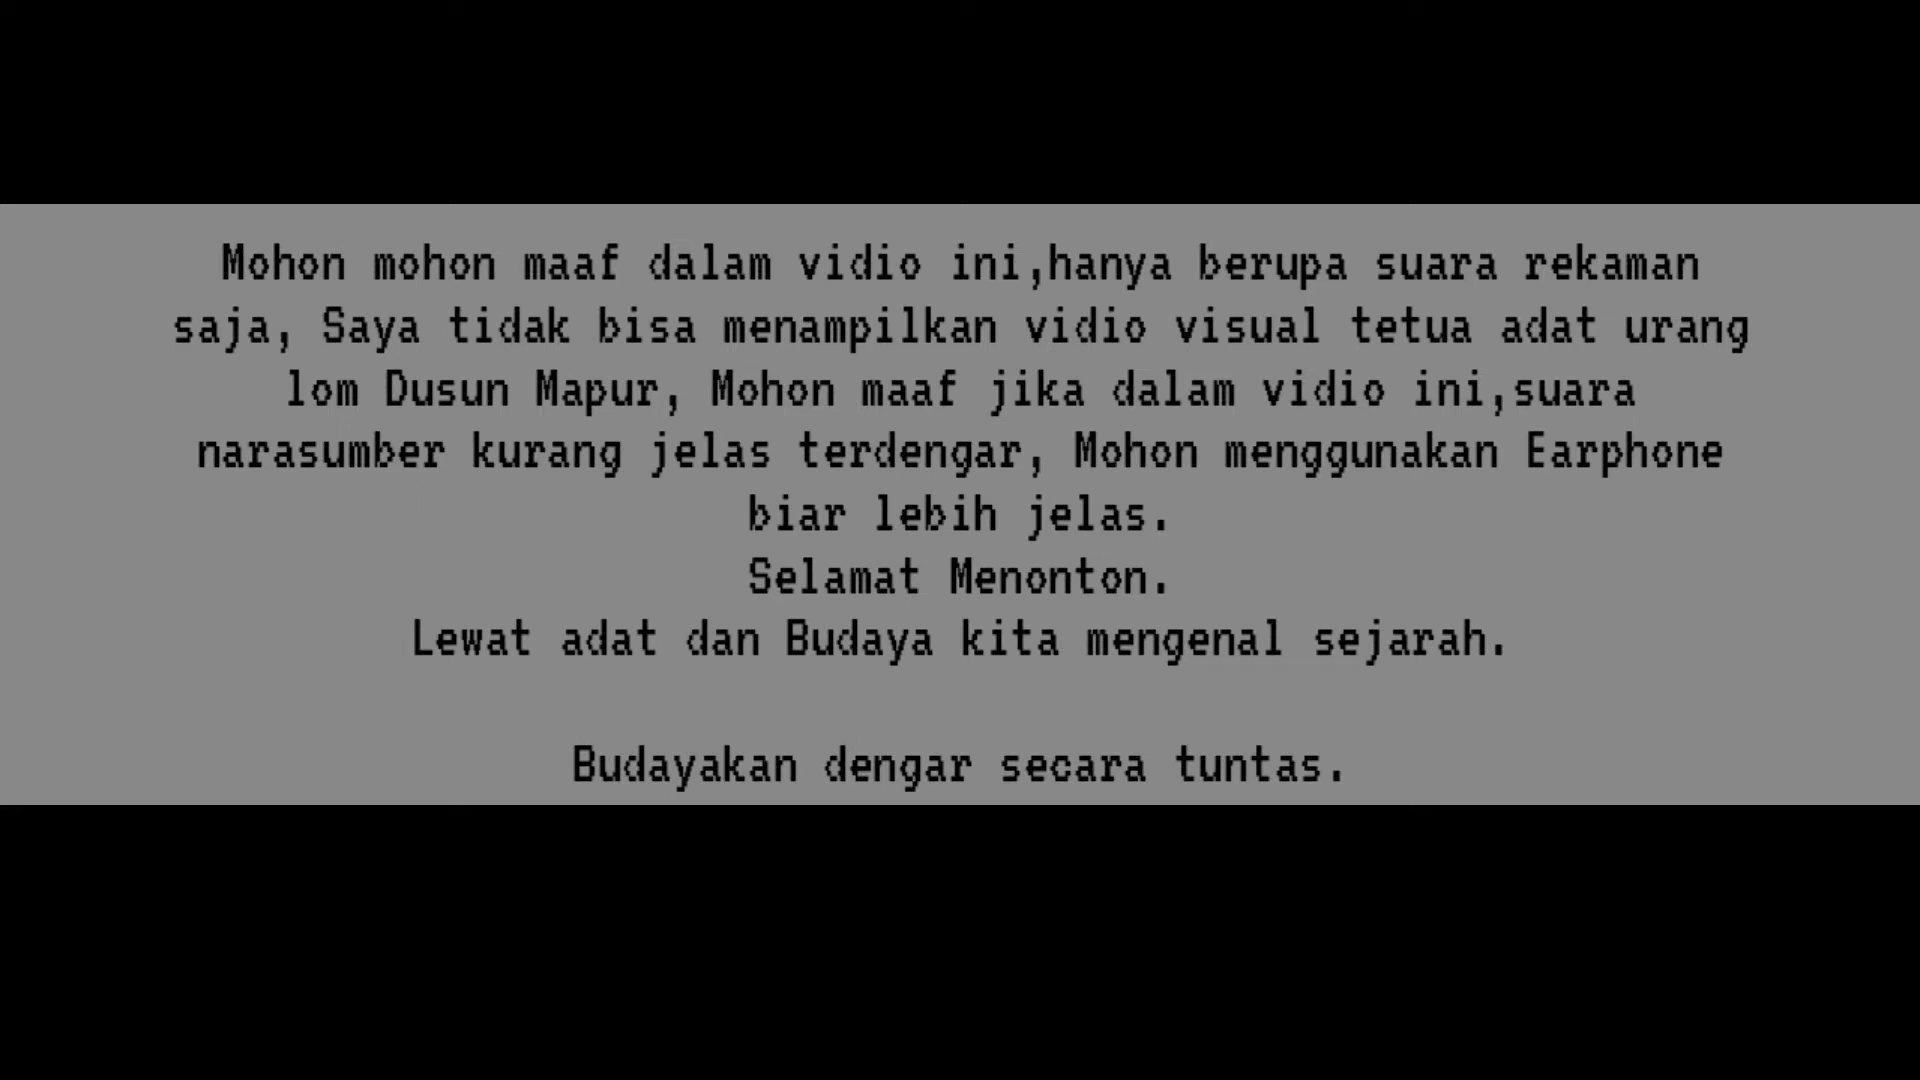 Mohon mohon maaf dalam vidio ini,hanya berupa suara rekaman
saja, Saya tidak bisa menampilkan vidio visual tetua adat urang
lom Dusun Mapur, Mohon maaf jika dalam vidio ini,suara
narasumber kurang jelas terdengar, Mohon menggunakan Earphone
biar lebih jelas.
Selamat Menonton.
Lewat adat dan Budaya kita mengenal sejarah.
Budayakan dengar secara tuntas.